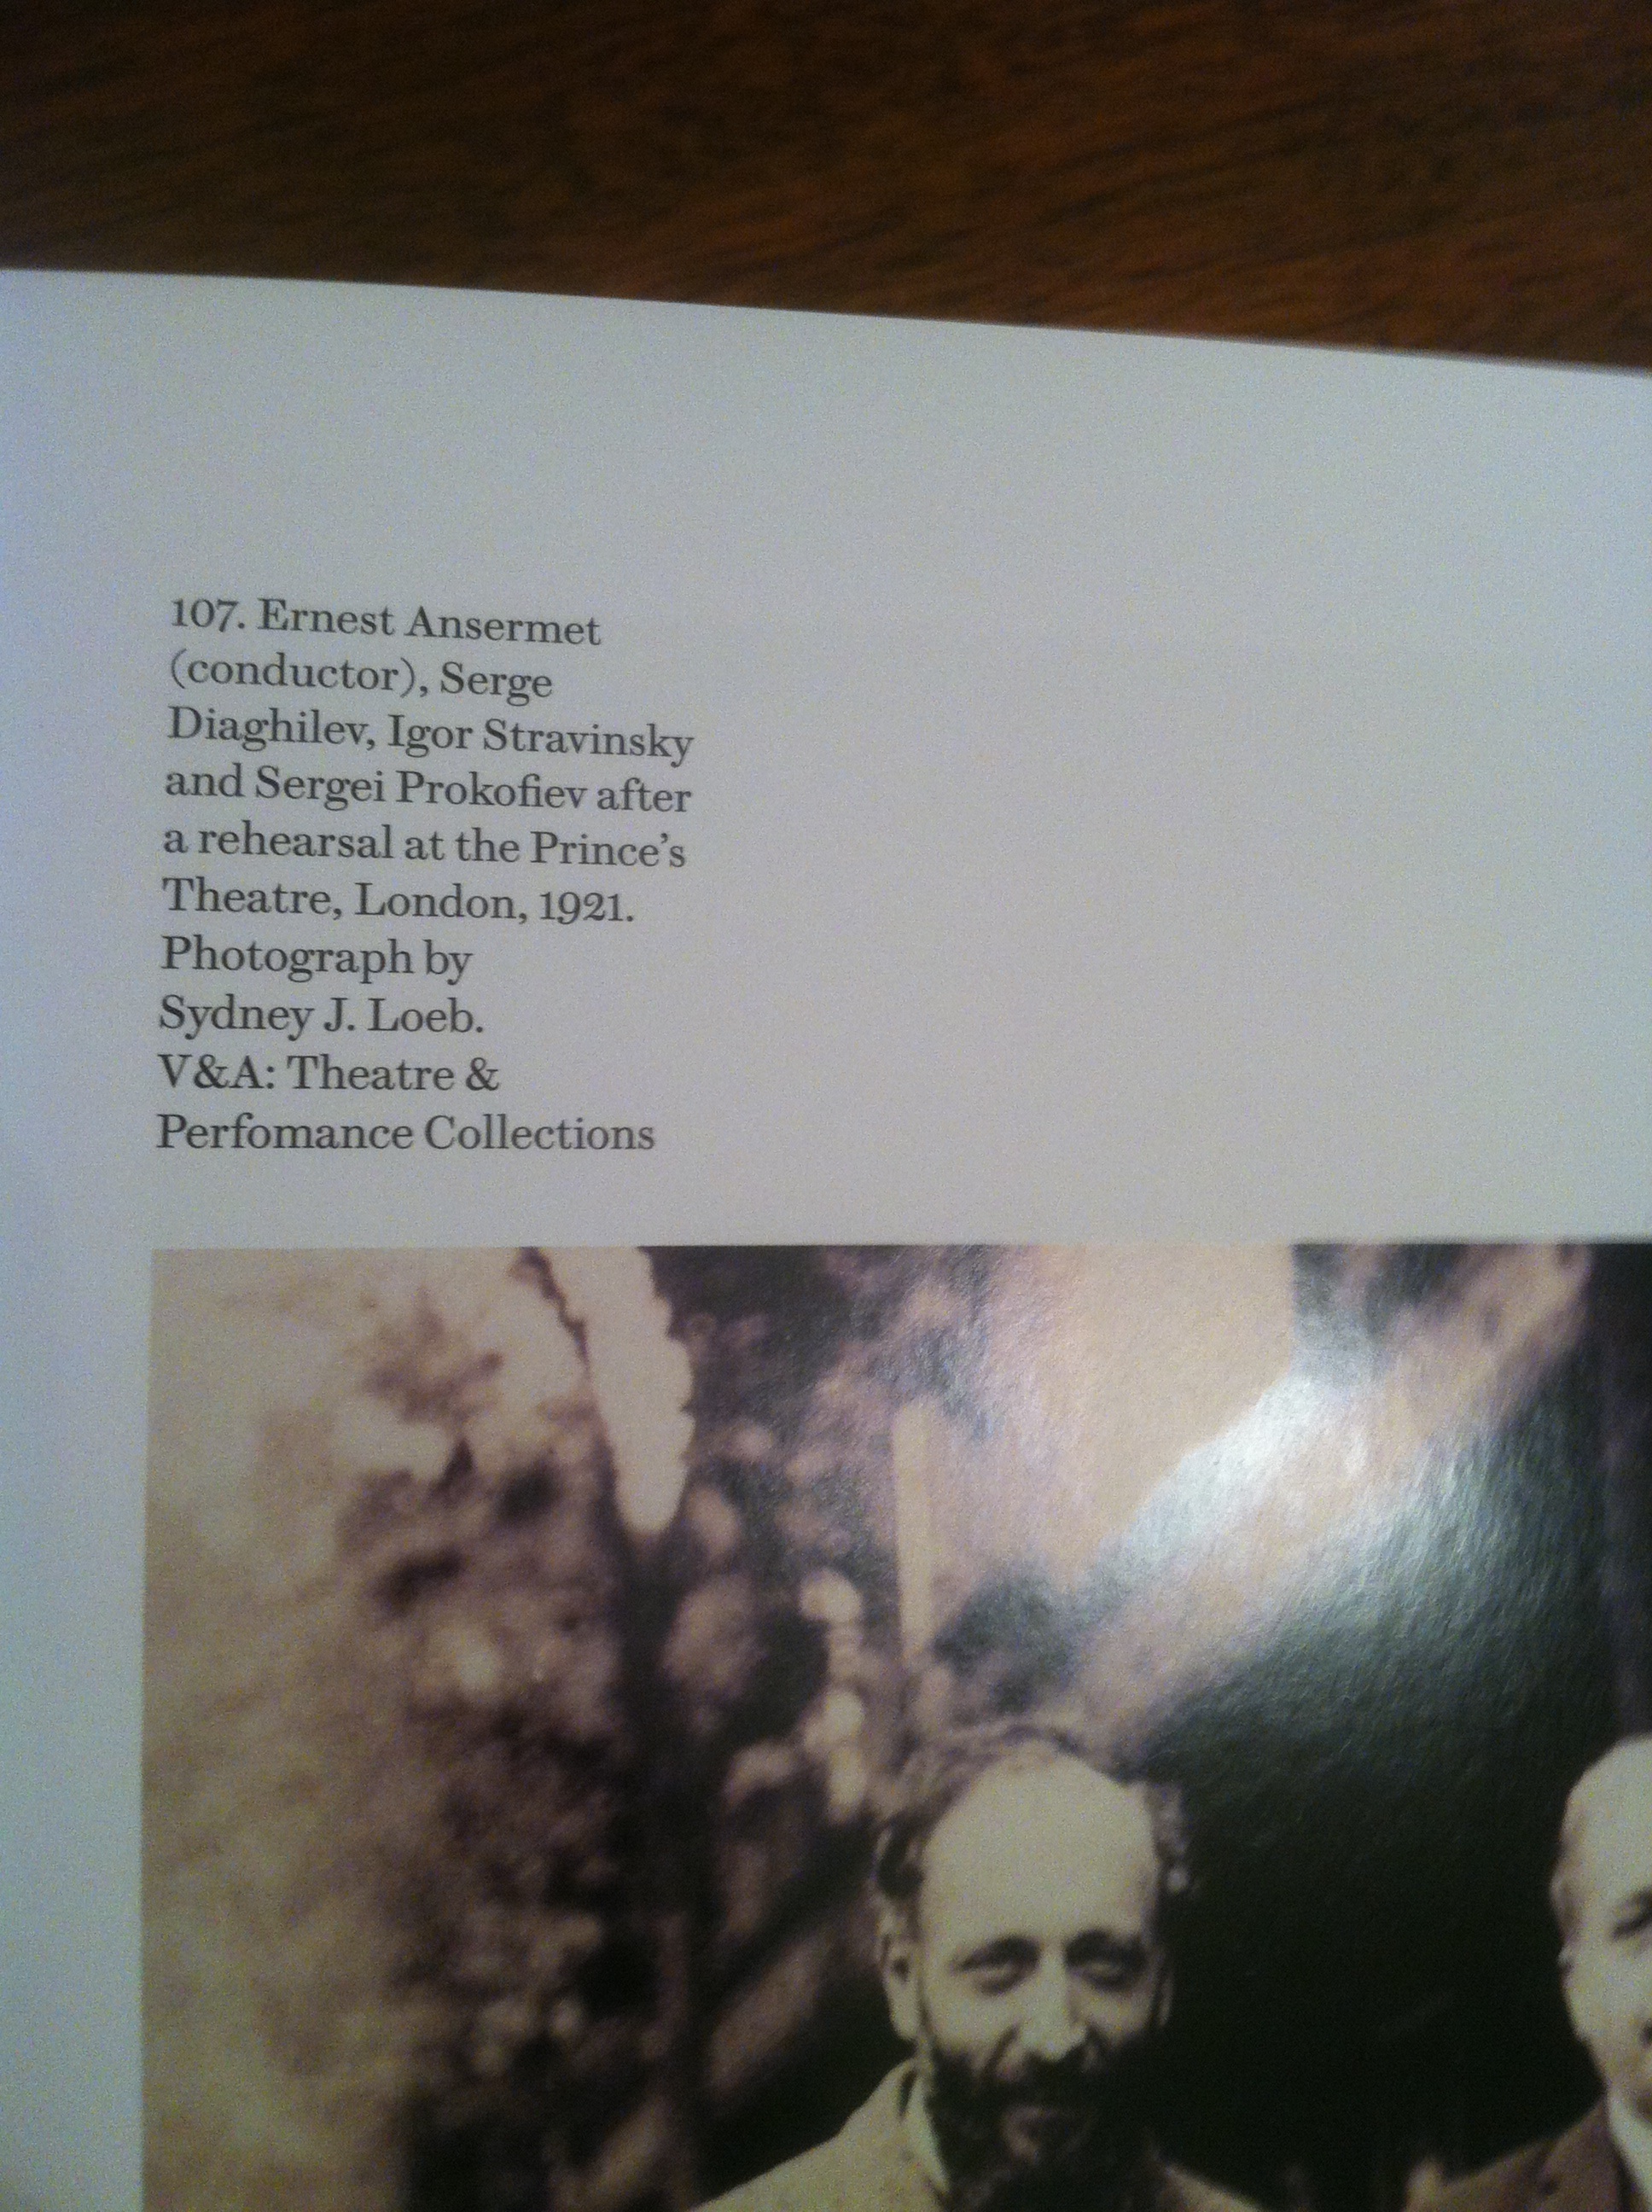 107. Ernest Ansermet
(conductor), Serge
Diaghilev, Igor Stravinsky
and Sergei Prokofiev after
a rehearsal at the Prince’s
Theatre, London, 1921.
Photograph by
Sydney J. Loeb.
V&A: Theatre &
Perfomance Collections